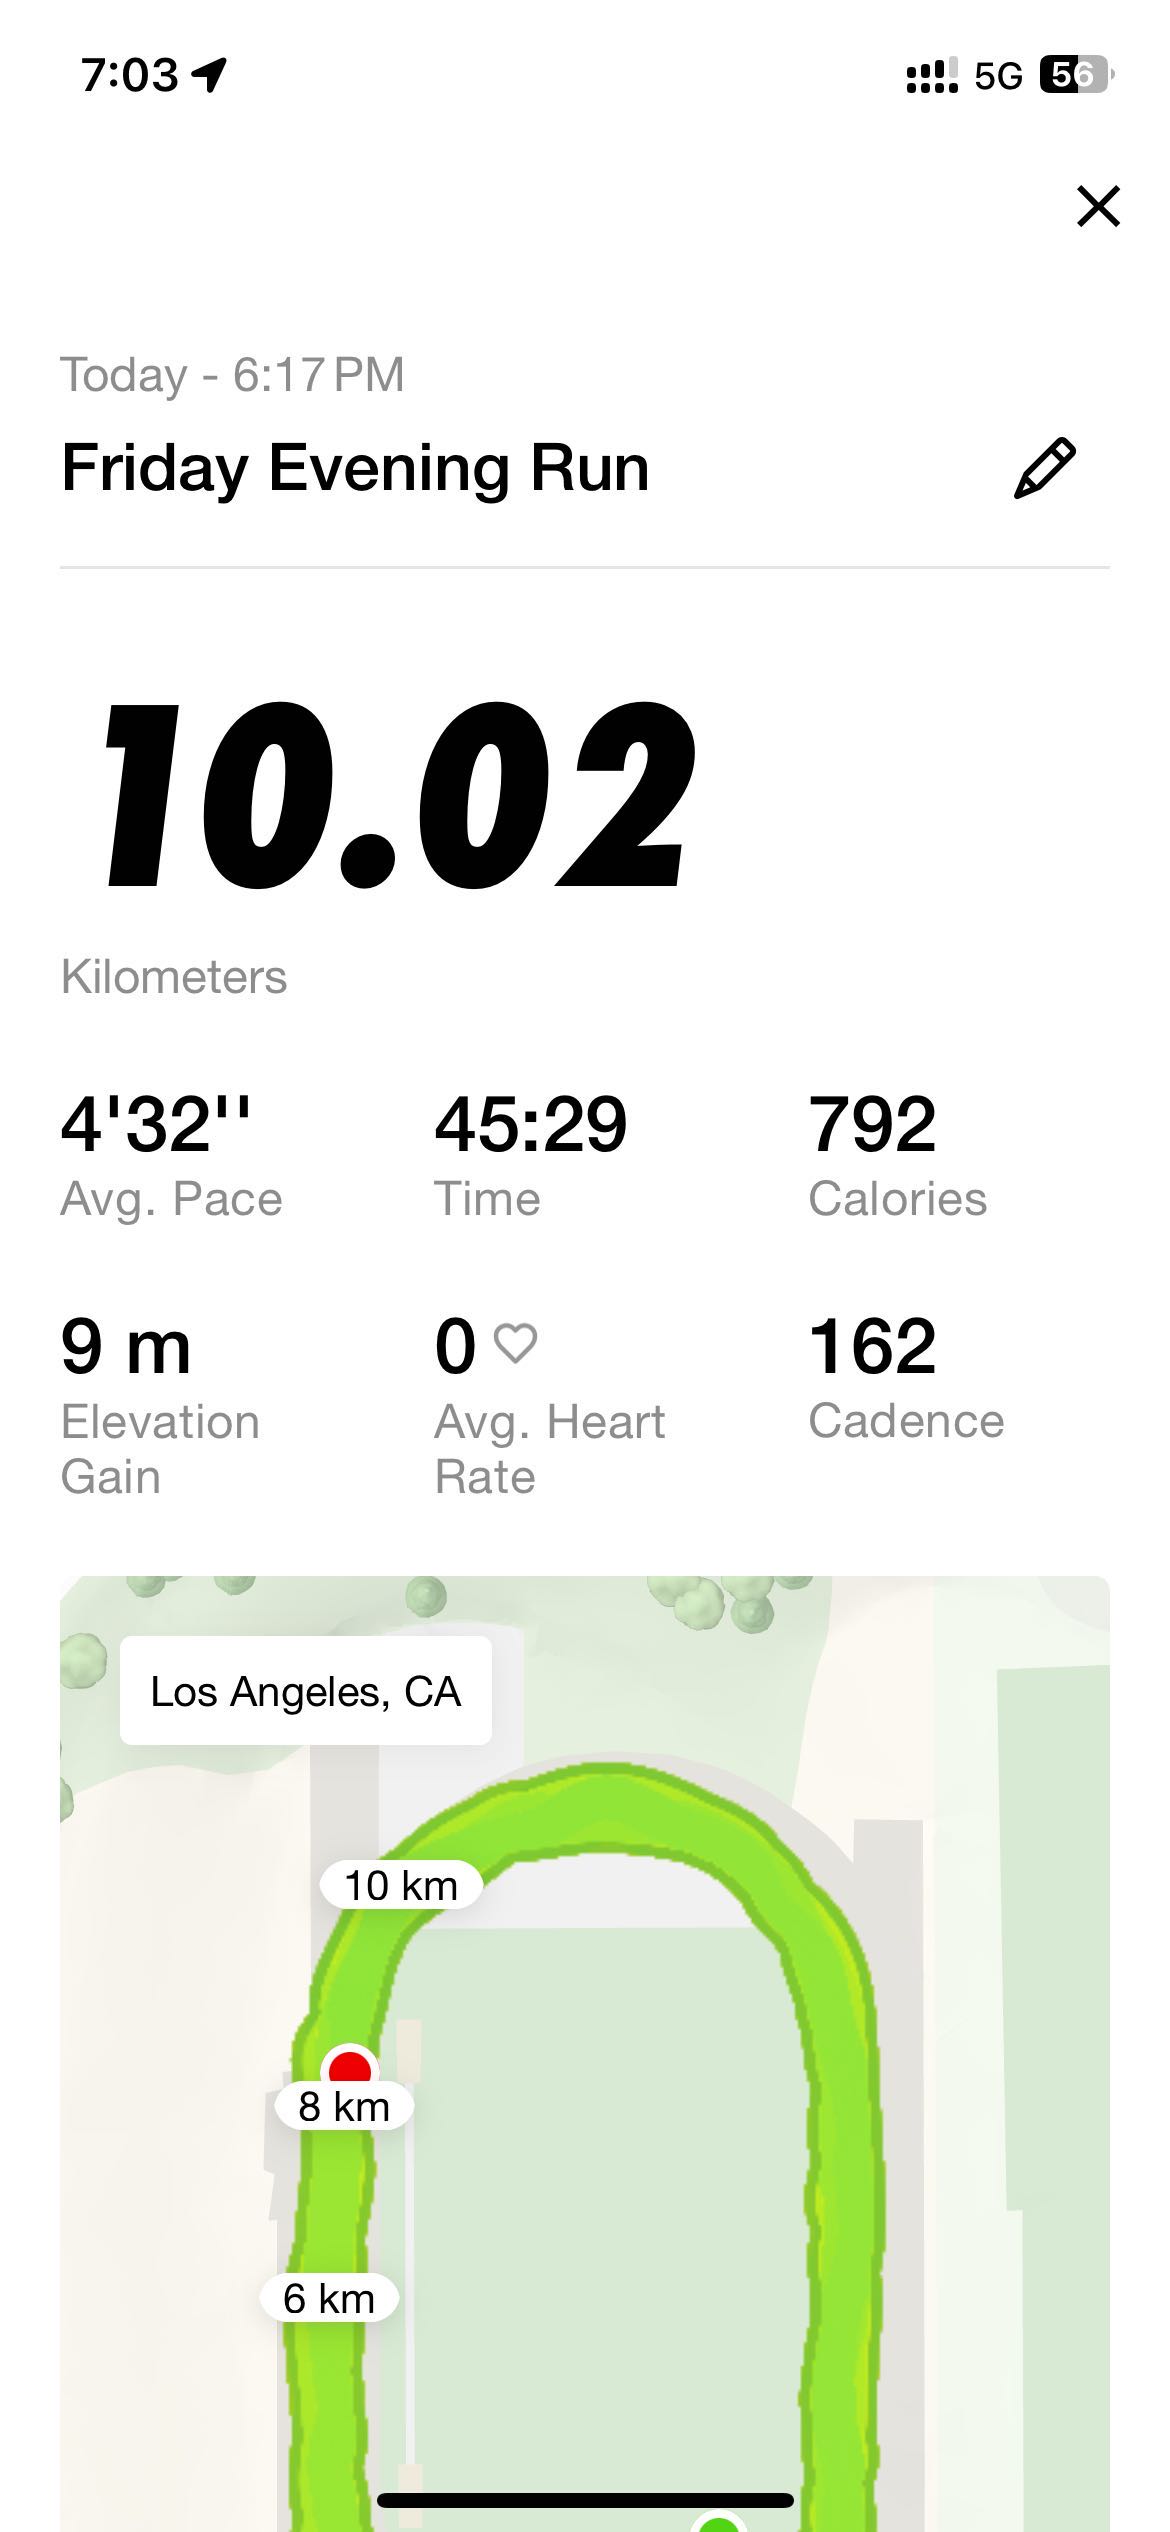 7:03 5G 56
Today - 6:17 PM
Friday Evening Run
10.02
Kilometers
4'32'' 45:29 792
Avg. Pace Time Calories
9 m 0 162
Elevation Avg. Heart Cadence
Gain Rate
Los Angeles, CA
10 km
8 km
6 km